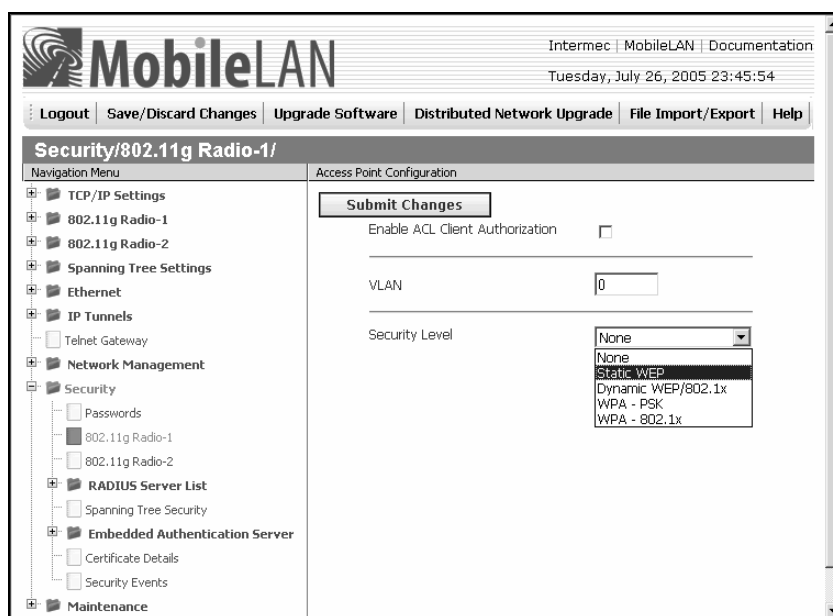 MobileLAN
Intermec | MobileLAN | Documentation
Tuesday, July 26, 2005 23:45:54
Logout | Save/Discard Changes | Upgrade Software | Distributed Network Upgrade | File Import/Export | Help
Security/802.11g Radio-1/
Navigation Menu
TCP/IP Settings
802.11g Radio-1
802.11g Radio-2
Spanning Tree Settings
Ethernet
IP Tunnels
Telnet Gateway
Network Management
Security
Passwords
802.11g Radio-1
802.11g Radio-2
RADIUS Server List
Spanning Tree Security
Embedded Authentication Server
Certificate Details
Security Events
Maintenance
Access Point Configuration
Submit Changes
Enable ACL Client Authorization
VLAN 0
Security Level None
None
Static WEP
Dynamic WEP/802.1x
WPA - PSK
WPA - 802.1x